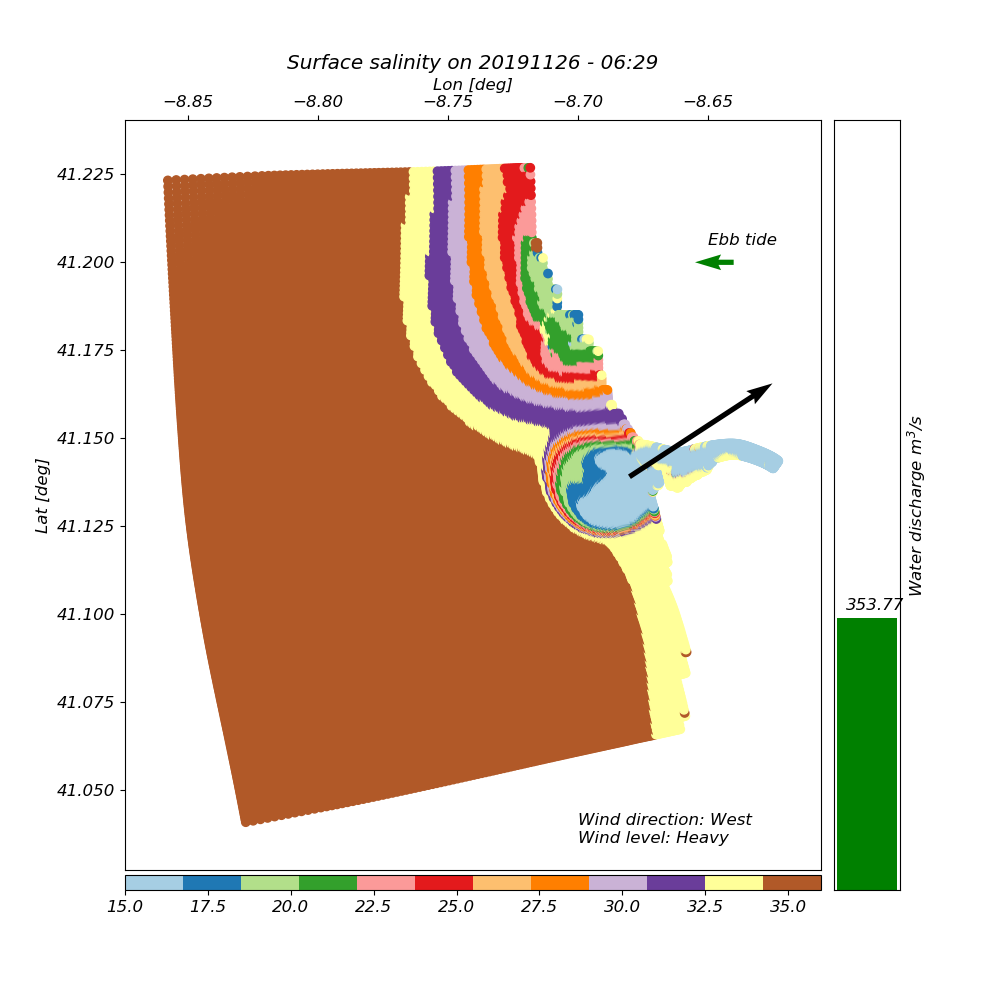 Surface salinity on 20191126 - 06:29
Lon [deg]
−8.85 −8.80 −8.75 −8.70 −8.65
41.225
41.200
41.175
41.150
41.125
41.100
41.075
41.050
Lat [deg]
Ebb tide
Wind direction: West
Wind level: Heavy
15.0 17.5 20.0 22.5 25.0 27.5 30.0 32.5 35.0
353.77
Water discharge m³/s